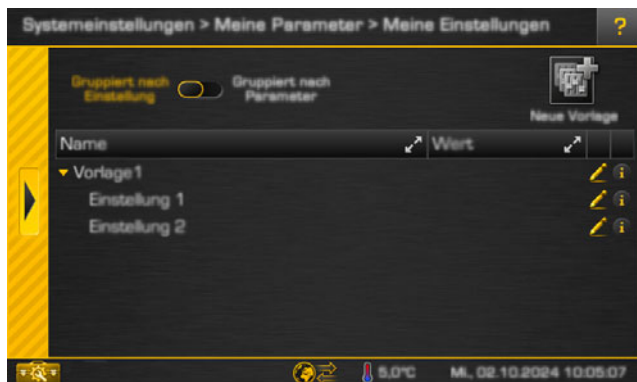 Systemeinstellungen > Meine Parameter > Meine Einstellungen
?
Gruppiert nach
Einstellung
Gruppiert nach
Parameter
Neue Vorlage
Name Wert
Vorlage1
i
Einstellung 1
i
Einstellung 2
i
5,0°C Mi., 02.10.2024 10:05:07